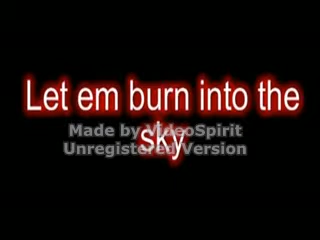 Let em burn into the
sky
Made by VideoSpirit
Unregistered Version